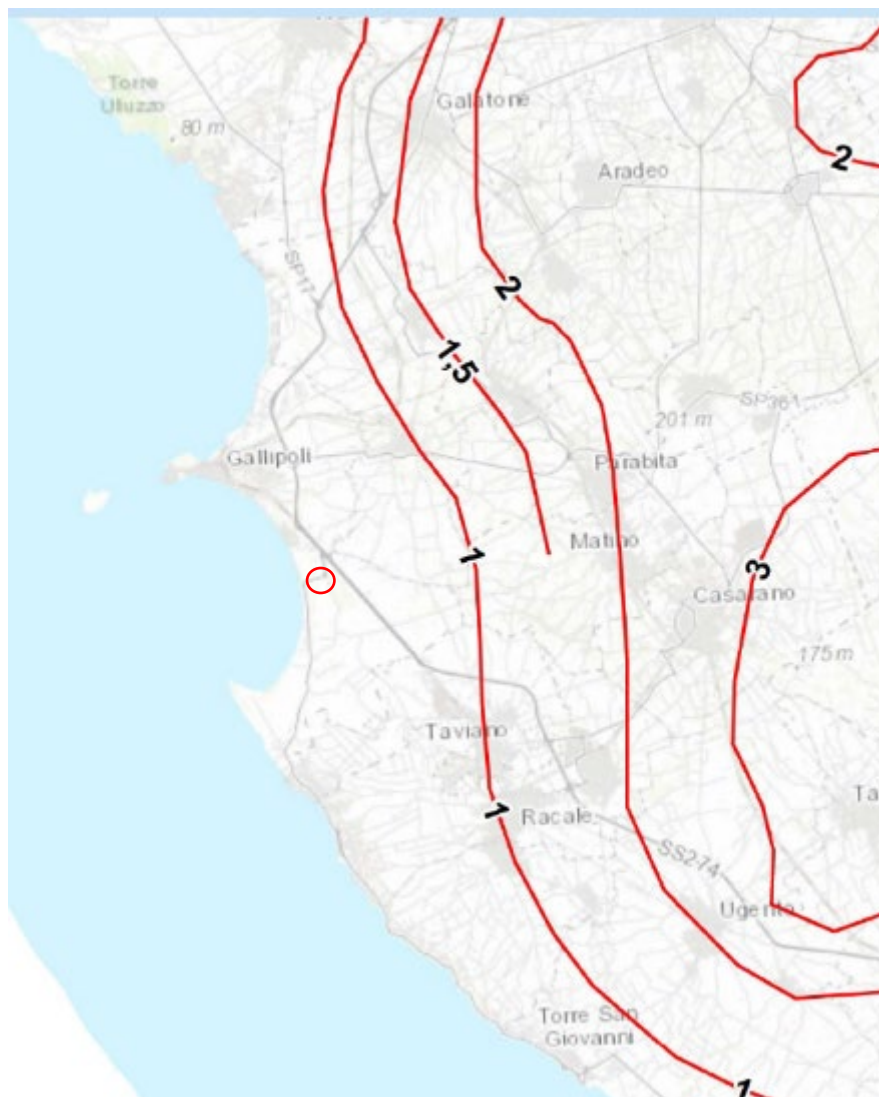 Torre
Uluzzo
80 m
Galatone
Aradeo
2
SP17
2
1,5
SP361
201 m
Gallipoli
Parabita
1
Matino
3
Casarano
175 m
Taviano
Ta
1
Racale
SS274
Ugento
Torre San
Giovanni
1